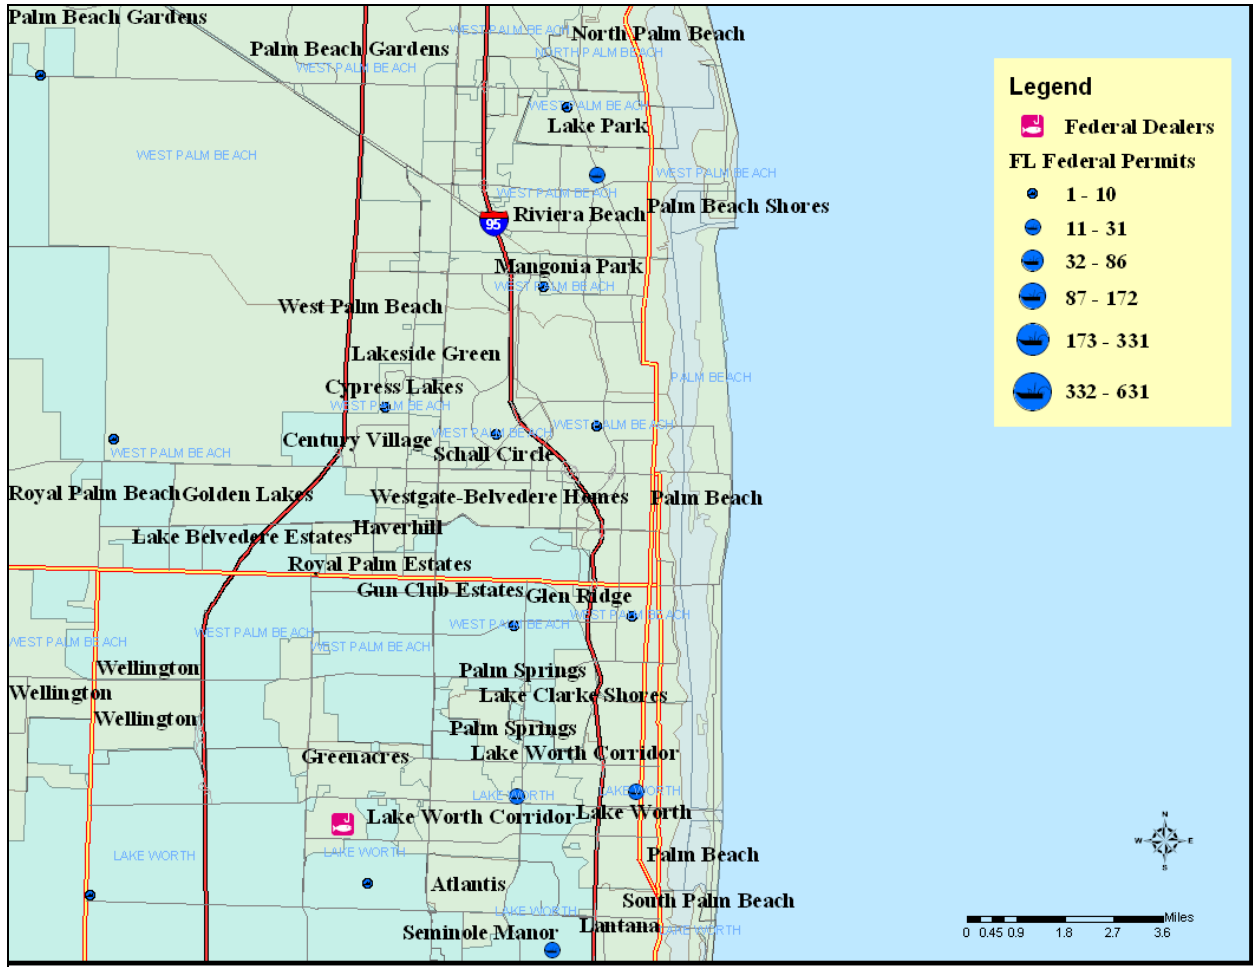 Palm Beach Gardens
WEST PALM BEACH
North Palm Beach
Palm Beach Gardens
NORTH PALM BEACH
WEST PALM BEACH
WEST PALM BEACH
Lake Park
WEST PALM BEACH
WEST PALM BEACH
WEST PALM BEACH
Riviera Beach
Palm Beach Shores
95
Mangonia Park
WEST PALM BEACH
West Palm Beach
Lakeside Green
PALM BEACH
Cypress Lakes
WEST PALM BEACH
WEST PALM BEACH
WEST PALM BEACH
Century Village
WEST PALM BEACH
Schall Circle
Royal Palm Beach
Golden Lakes
Westgate-Belvedere Homes
Palm Beach
Haverhill
Lake Belvedere Estates
Royal Palm Estates
Gun Club Estates
Glen Ridge
WEST PALM BEACH
WEST PALM BEACH
WEST PALM BEACH
WEST PALM BEACH
WEST PALM BEACH
Wellington
Palm Springs
Wellington
Lake Clarke Shores
Wellington
Palm Springs
Greenacres
Lake Worth Corridor
LAKE WORTH
LAKE WORTH
Lake Worth Corridor
Lake Worth
LAKE WORTH
LAKE WORTH
Palm Beach
Atlantis
South Palm Beach
LAKE WORTH
Seminole Manor
Lantana
LAKE WORTH
Legend
Federal Dealers
FL Federal Permits
1 - 10
11 - 31
32 - 86
87 - 172
173 - 331
332 - 631
N
W E
S
Miles
0 0.45 0.9 1.8 2.7 3.6